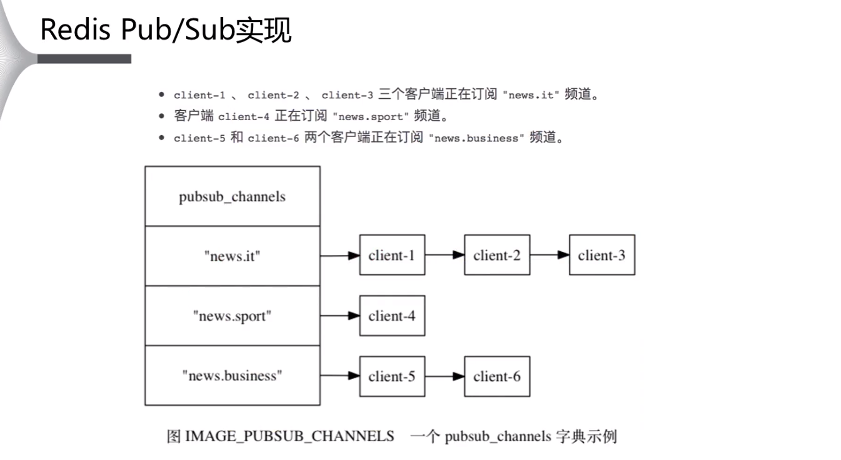 Redis Pub/Sub实现
client-1 、 client-2 、 client-3 三个客户端正在订阅 "news.it" 频道。
客户端 client-4 正在订阅 "news.sport" 频道。
client-5 和 client-6 两个客户端正在订阅 "news.business" 频道。
pubsub_channels
"news.it" client-1 client-2 client-3
"news.sport" client-4
"news.business" client-5 client-6
图 IMAGE_PUBSUB_CHANNELS 一个 pubsub_channels 字典示例